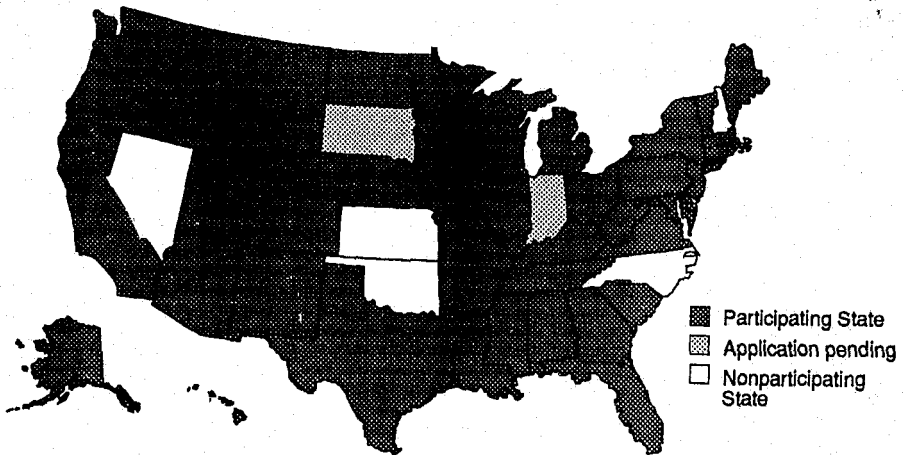 Participating State
Application pending
Nonparticipating
State